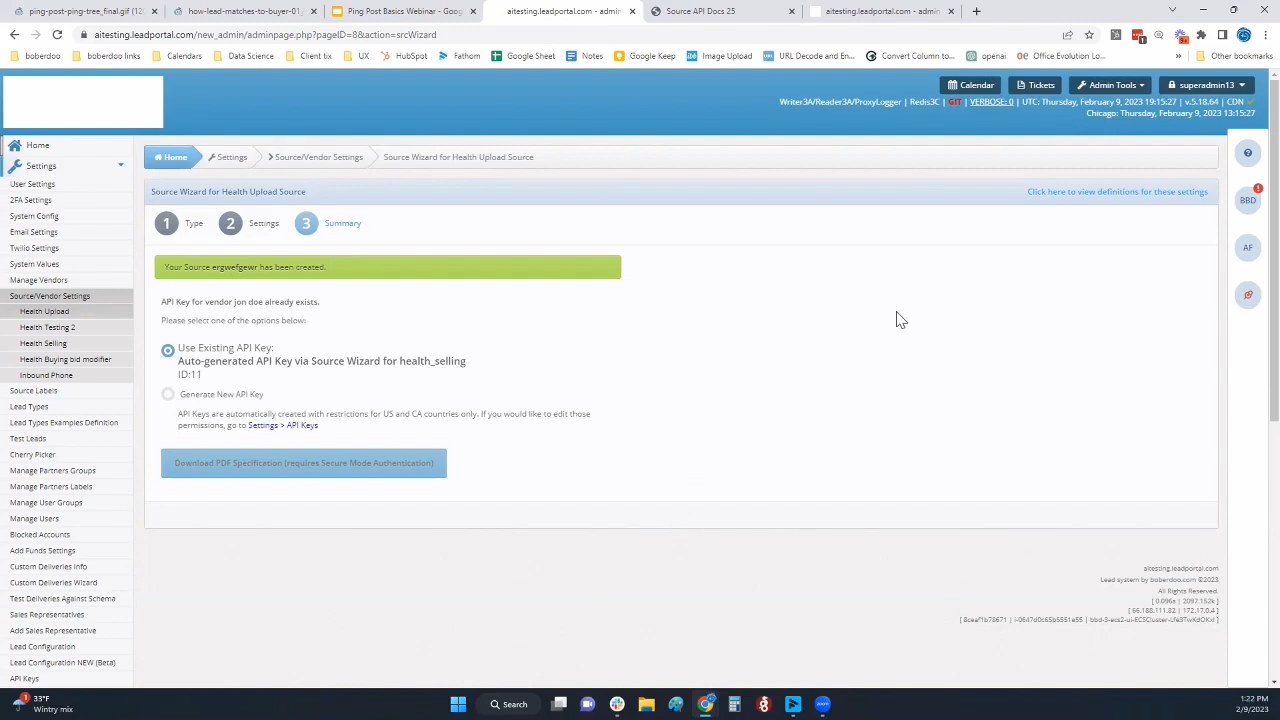 ping-post-ping-tree_final.gif (120
how-lead-matches-to-buyer-01.j
Ping Post Basics Webinar - Goog
aitesting.leadportal.com - admin
Source API Docs 25
aitesting.leadportal.com - admin
aitesting.leadportal.com/new_admin/adminpage.php?pageID=8&action=srcWizard
boberdoo
boberdoo links
Calendars
Data Science
Client tix
UX
HubSpot
Fathom
Google Sheet
Notes
Google Keep
Image Upload
URL Decode and En...
Convert Column to...
openai
Office Evolution Lo...
Other bookmarks
Calendar
Tickets
Admin Tools
superadmin13
Writer3A/Reader3A/ProxyLogger | Redis3C | GIT | VERBOSE: 0 | UTC: Thursday, February 9, 2023 19:15:27 | v.5.18.64 | CDN
Chicago: Thursday, February 9, 2023 13:15:27
Home
Settings
User Settings
2FA Settings
System Config
Email Settings
Twilio Settings
System Values
Manage Vendors
Source/Vendor Settings
Health Upload
Health Testing 2
Health Selling
Health Buying bid modifier
Inbound Phone
Source Labels
Lead Types
Lead Types Examples Definition
Test Leads
Cherry Picker
Manage Partners Groups
Manage Partners Labels
Manage User Groups
Manage Users
Blocked Accounts
Add Funds Settings
Custom Deliveries Info
Custom Deliveries Wizard
Test Deliveries Against Schema
Sales Representatives
Add Sales Representative
Lead Configuration
Lead Configuration NEW (Beta)
API Keys
Home
Settings
Source/Vendor Settings
Source Wizard for Health Upload Source
Source Wizard for Health Upload Source
Click here to view definitions for these settings
1 Type
2 Settings
3 Summary
Your Source ergwefgewr has been created.
API Key for vendor jon doe already exists.
Please select one of the options below:
Use Existing API Key:
Auto-generated API Key via Source Wizard for health_selling
ID:11
Generate New API Key
API Keys are automatically created with restrictions for US and CA countries only. If you would like to edit those
permissions, go to Settings > API Keys
Download PDF Specification (requires Secure Mode Authentication)
BBD
AF
aitesting.leadportal.com
Lead system by boberdoo.com ©2023
All Rights Reserved.
[ 0.096s | 2097.152k ]
[ 66.188.111.82 | 172.17.0.4 ]
33°F
Wintry mix
Search
1:22 PM
2/9/2023